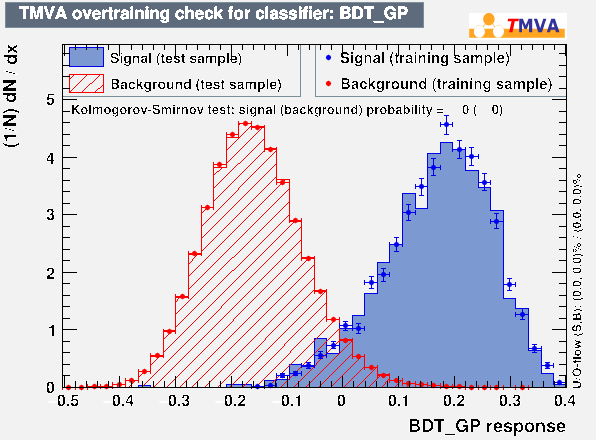 TMVA overtraining check for classifier: BDT_GP
TMVA
Signal (test sample)
Background (test sample)
Signal (training sample)
Background (training sample)
Kolmogorov-Smirnov test: signal (background) probability = 0 ( 0)
(1/N) dN / dx
5
4
3
2
1
0
-0.5 -0.4 -0.3 -0.2 -0.1 0 0.1 0.2 0.3 0.4
BDT_GP response
U/O-flow (S,B): (0.0, 0.0)% / (0.0, 0.0)%